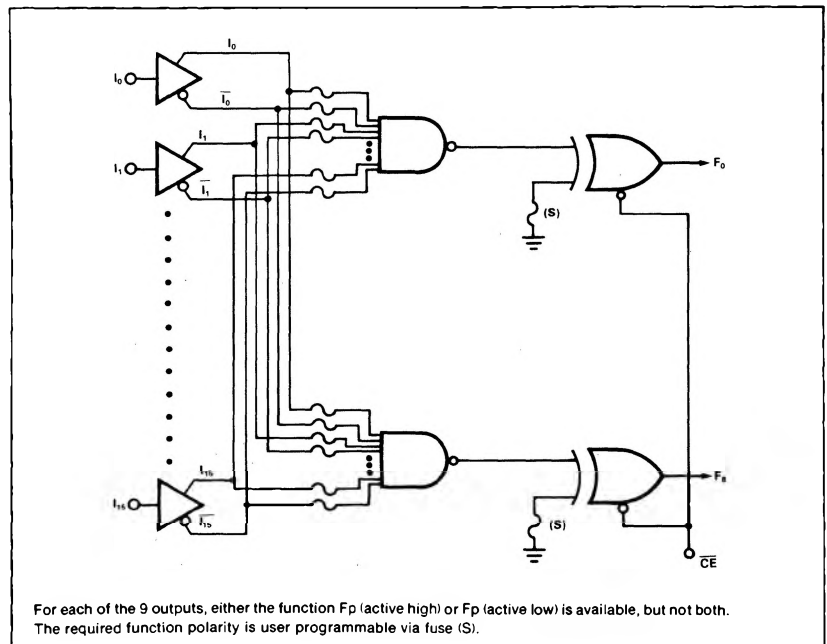 I₀
I₀
I̅₀
I₁
I₁
I̅₁
(S)
F₀
I₁₅
I₁₅
I̅₁₅
(S)
F₈
C̅E̅
For each of the 9 outputs, either the function Fp (active high) or Fp (active low) is available, but not both.
The required function polarity is user programmable via fuse (S).